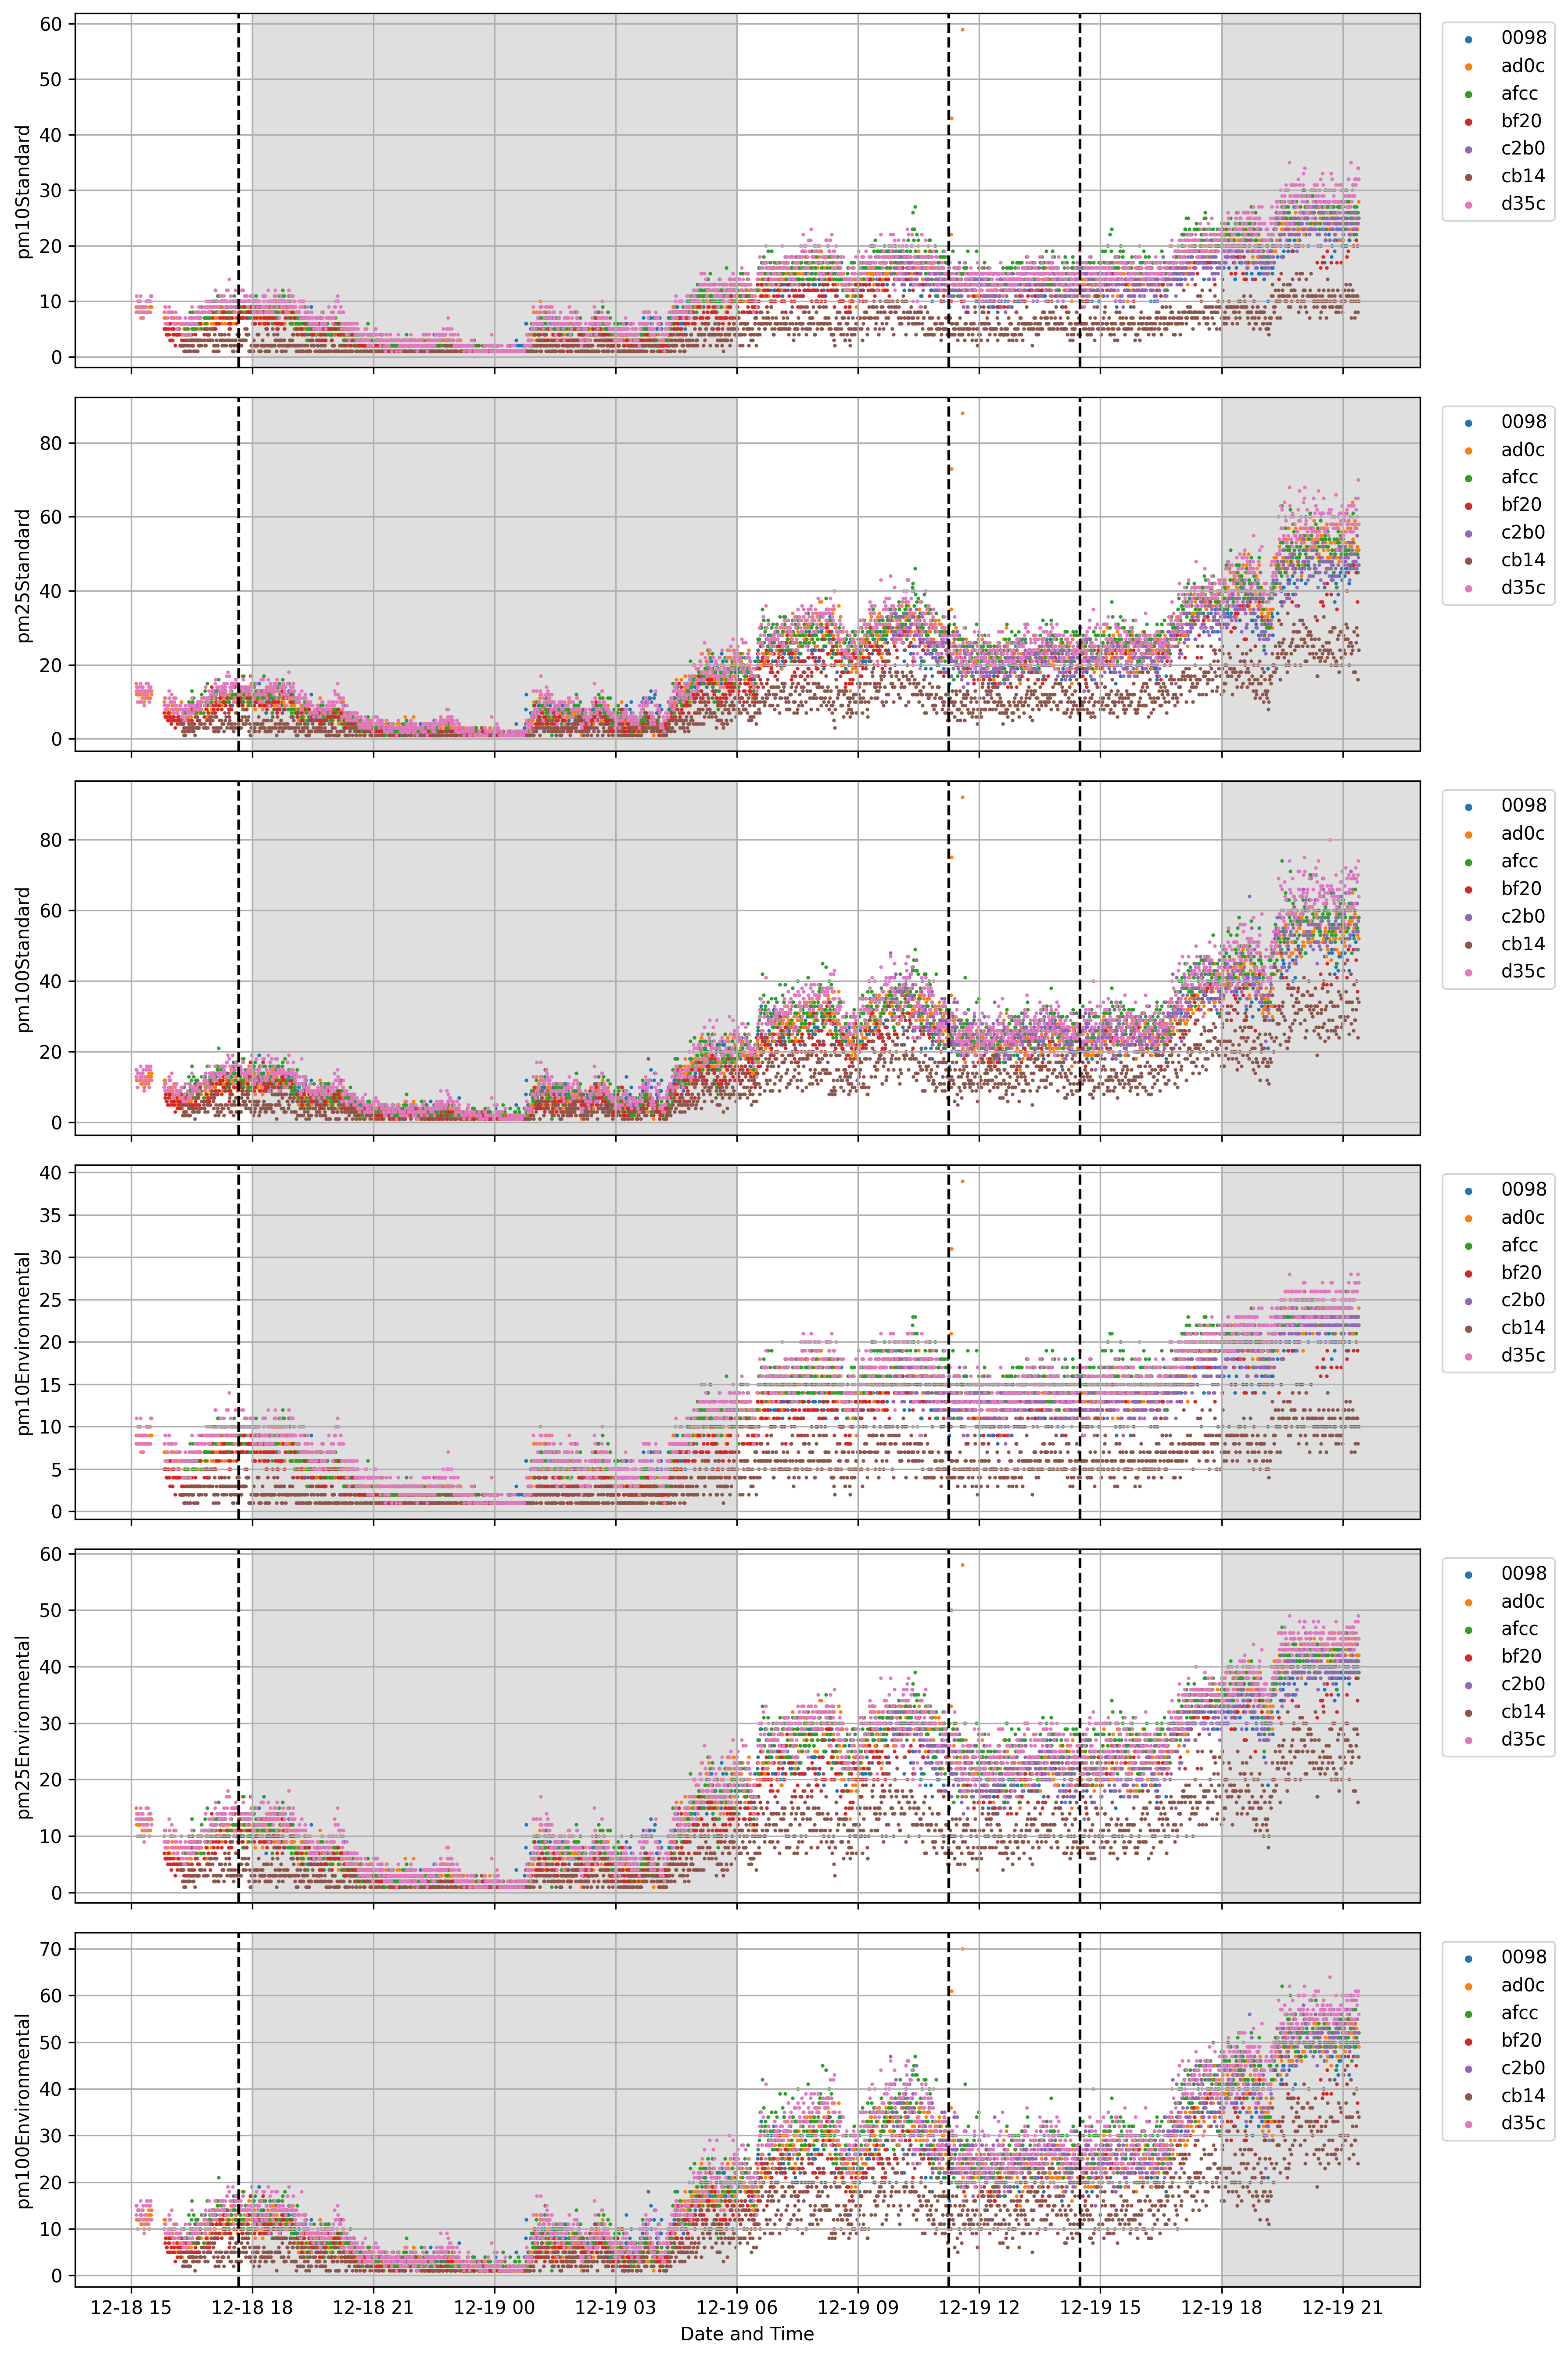 60
50
40
30
20
10
0
pm10Standard
0098
ad0c
afcc
bf20
c2b0
cb14
d35c
80
60
40
20
0
pm25Standard
0098
ad0c
afcc
bf20
c2b0
cb14
d35c
80
60
40
20
0
pm100Standard
0098
ad0c
afcc
bf20
c2b0
cb14
d35c
40
35
30
25
20
15
10
5
0
pm10Environmental
0098
ad0c
afcc
bf20
c2b0
cb14
d35c
60
50
40
30
20
10
0
pm25Environmental
0098
ad0c
afcc
bf20
c2b0
cb14
d35c
70
60
50
40
30
20
10
0
pm100Environmental
0098
ad0c
afcc
bf20
c2b0
cb14
d35c
12-18 15 12-18 18 12-18 21 12-19 00 12-19 03 12-19 06 12-19 09 12-19 12 12-19 15 12-19 18 12-19 21
Date and Time